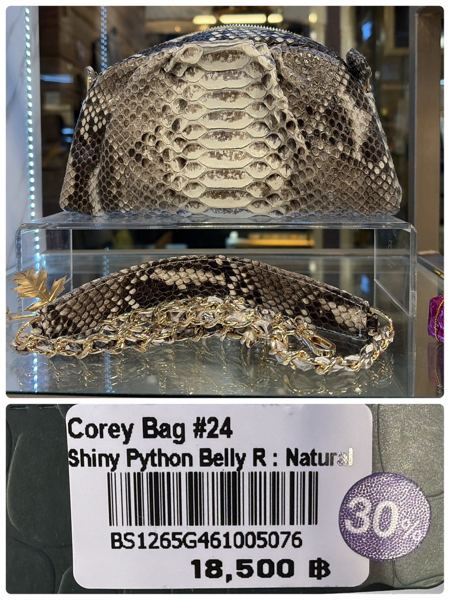 Corey Bag #24
Shiny Python Belly R : Natural
30%
BS1265G461005076
18,500 ฿